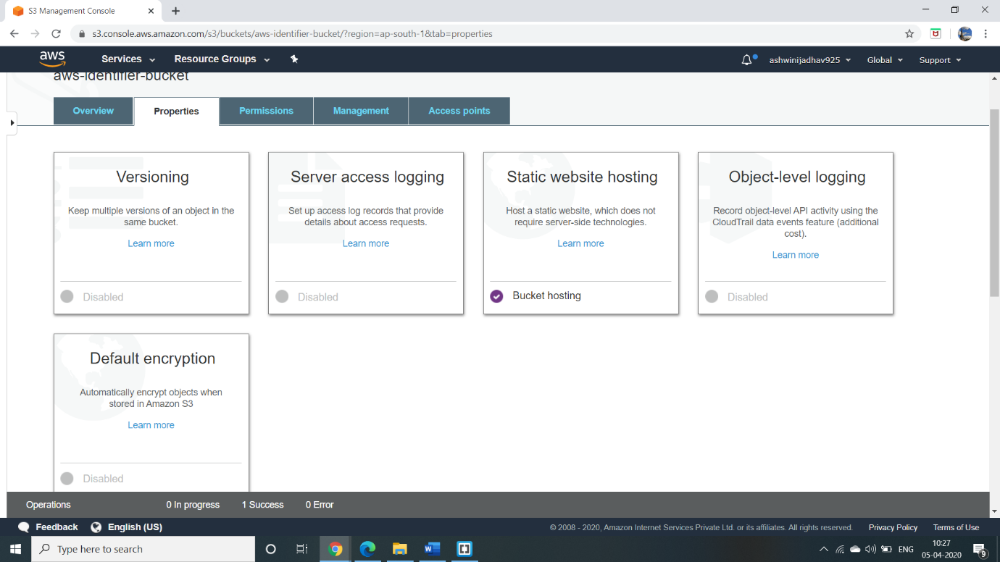 S3 Management Console
s3.console.aws.amazon.com/s3/buckets/aws-identifier-bucket/?region=ap-south-1&tab=properties
aws
Services
Resource Groups
ashwinijadhav925
Global
Support
aws-identifier-bucket
Overview
Properties
Permissions
Management
Access points
Versioning
Keep multiple versions of an object in the
same bucket.
Learn more
Disabled
Server access logging
Set up access log records that provide
details about access requests.
Learn more
Disabled
Static website hosting
Host a static website, which does not
require server-side technologies.
Learn more
Bucket hosting
Object-level logging
Record object-level API activity using the
CloudTrail data events feature (additional
cost).
Learn more
Disabled
Default encryption
Automatically encrypt objects when
stored in Amazon S3
Learn more
Disabled
Operations
0 In progress
1 Success
0 Error
Feedback
English (US)
© 2008 - 2020, Amazon Internet Services Private Ltd. or its affiliates. All rights reserved.
Privacy Policy
Terms of Use
Type here to search
ENG
10:27
05-04-2020
9